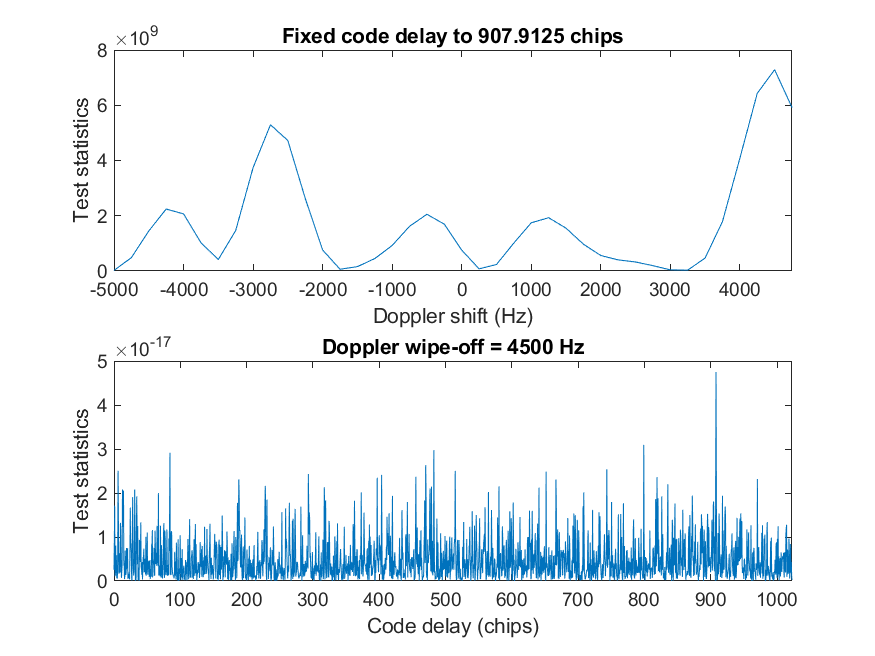 Fixed code delay to 907.9125 chips
×10^9
8
6
4
2
0
Test statistics
-5000 -4000 -3000 -2000 -1000 0 1000 2000 3000 4000
Doppler shift (Hz)
Doppler wipe-off = 4500 Hz
×10^-17
5
4
3
2
1
0
Test statistics
0 100 200 300 400 500 600 700 800 900 1000
Code delay (chips)